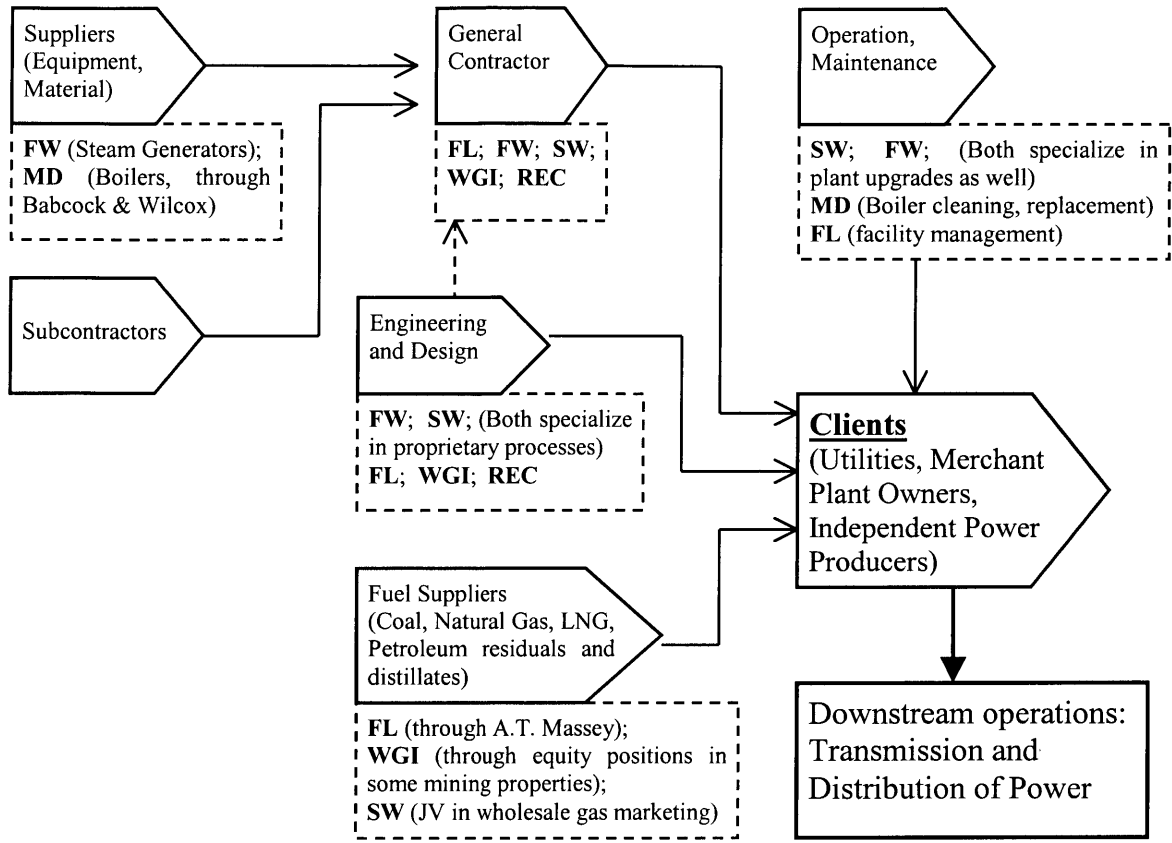 Suppliers
(Equipment,
Material)
FW (Steam Generators);
MD (Boilers, through
Babcock & Wilcox)
General
Contractor
FL; FW; SW;
WGI; REC
Operation,
Maintenance
SW; FW; (Both specialize in
plant upgrades as well)
MD (Boiler cleaning, replacement)
FL (facility management)
Subcontractors
Engineering
and Design
FW; SW; (Both specialize
in proprietary processes)
FL; WGI; REC
Clients
(Utilities, Merchant
Plant Owners,
Independent Power
Producers)
Fuel Suppliers
(Coal, Natural Gas, LNG,
Petroleum residuals and
distillates)
FL (through A.T. Massey);
WGI (through equity positions in
some mining properties);
SW (JV in wholesale gas marketing)
Downstream operations:
Transmission and
Distribution of Power